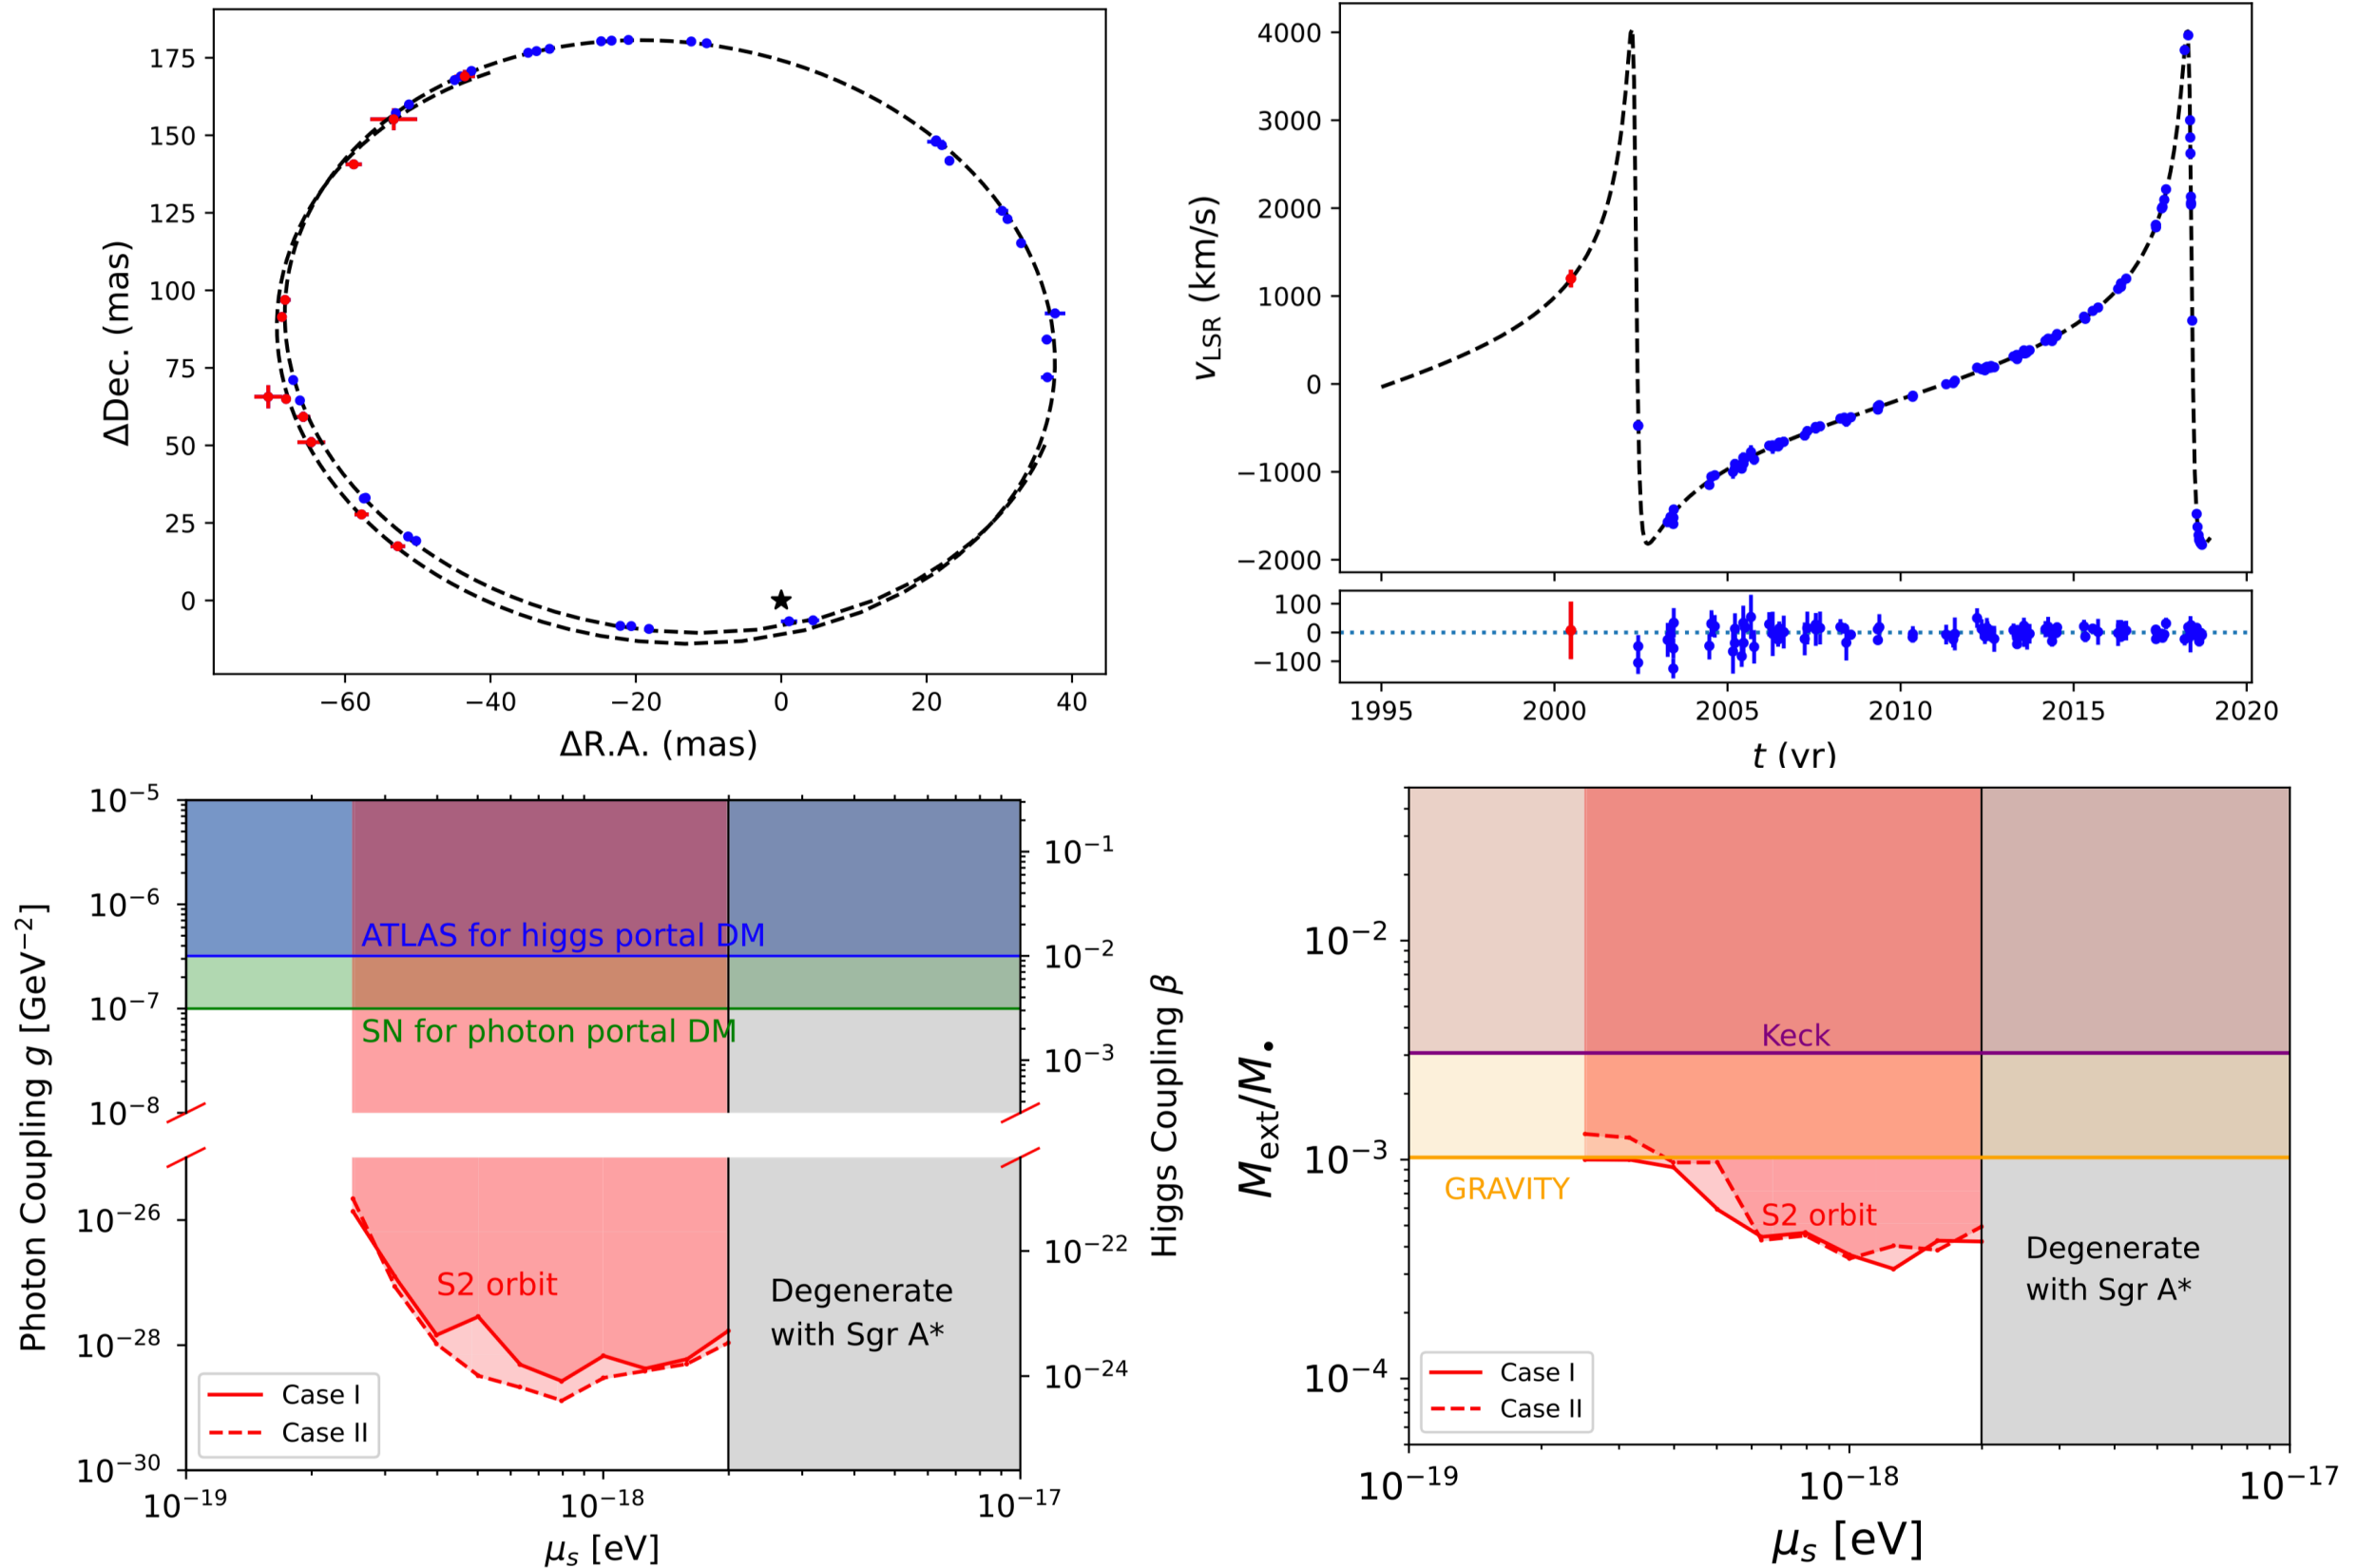 175
150
125
100
75
50
25
0
ΔDec. (mas)
−60 −40 −20 0 20 40
ΔR.A. (mas)
4000
3000
2000
1000
0
−1000
−2000
v_LSR (km/s)
100
0
−100
1995 2000 2005 2010 2015 2020
t (yr)
10^−5
10^−6
10^−7
10^−8
10^−26
10^−28
10^−30
Photon Coupling g [GeV^−2]
ATLAS for higgs portal DM
SN for photon portal DM
S2 orbit
Degenerate
with Sgr A*
Case I
Case II
10^−1
10^−2
10^−3
10^−22
10^−24
Higgs Coupling β
10^−19 10^−18 10^−17
μ_s [eV]
10^−2
10^−3
10^−4
M_ext/M_•
Keck
GRAVITY
S2 orbit
Degenerate
with Sgr A*
Case I
Case II
10^−19 10^−18 10^−17
μ_s [eV]